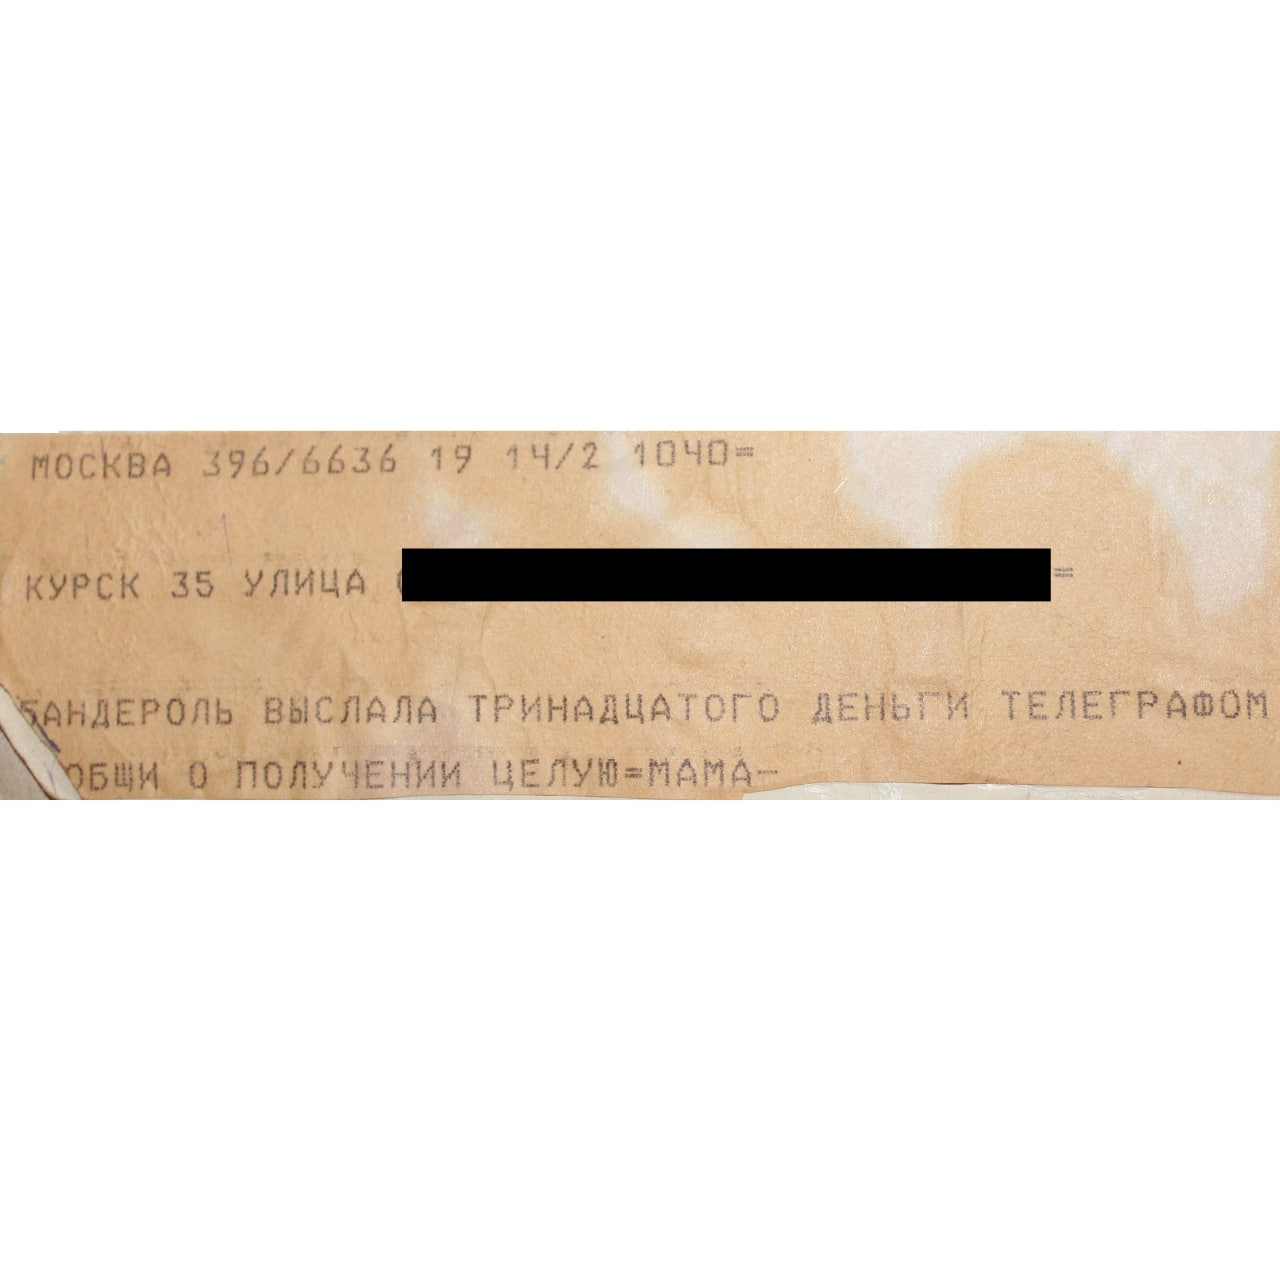 МОСКВА 396/6636 19 14/2 1040=
КУРСК 35 УЛИЦА =
БАНДЕРОЛЬ ВЫСЛАЛА ТРИНАДЦАТОГО ДЕНЬГИ ТЕЛЕГРАФОМ
ОБЩИ О ПОЛУЧЕНИИ ЦЕЛУЮ=МАМА-